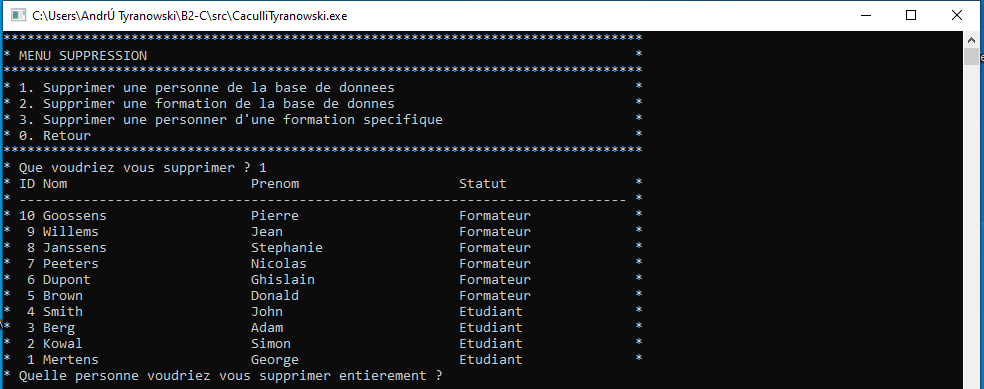 C:\Users\AndrÚ Tyranowski\B2-C\src\CaculliTyranowski.exe
********************************************************************************
* MENU SUPPRESSION *
********************************************************************************
* 1. Supprimer une personne de la base de donnees *
* 2. Supprimer une formation de la base de donnes *
* 3. Supprimer une personner d'une formation specifique *
* 0. Retour *
********************************************************************************
* Que voudriez vous supprimer ? 1
* ID Nom Prenom Statut *
* ---------------------------------------------------------------------------- *
* 10 Goossens Pierre Formateur *
* 9 Willems Jean Formateur *
* 8 Janssens Stephanie Formateur *
* 7 Peeters Nicolas Formateur *
* 6 Dupont Ghislain Formateur *
* 5 Brown Donald Formateur *
* 4 Smith John Etudiant *
* 3 Berg Adam Etudiant *
* 2 Kowal Simon Etudiant *
* 1 Mertens George Etudiant *
* Quelle personne voudriez vous supprimer entierement ?